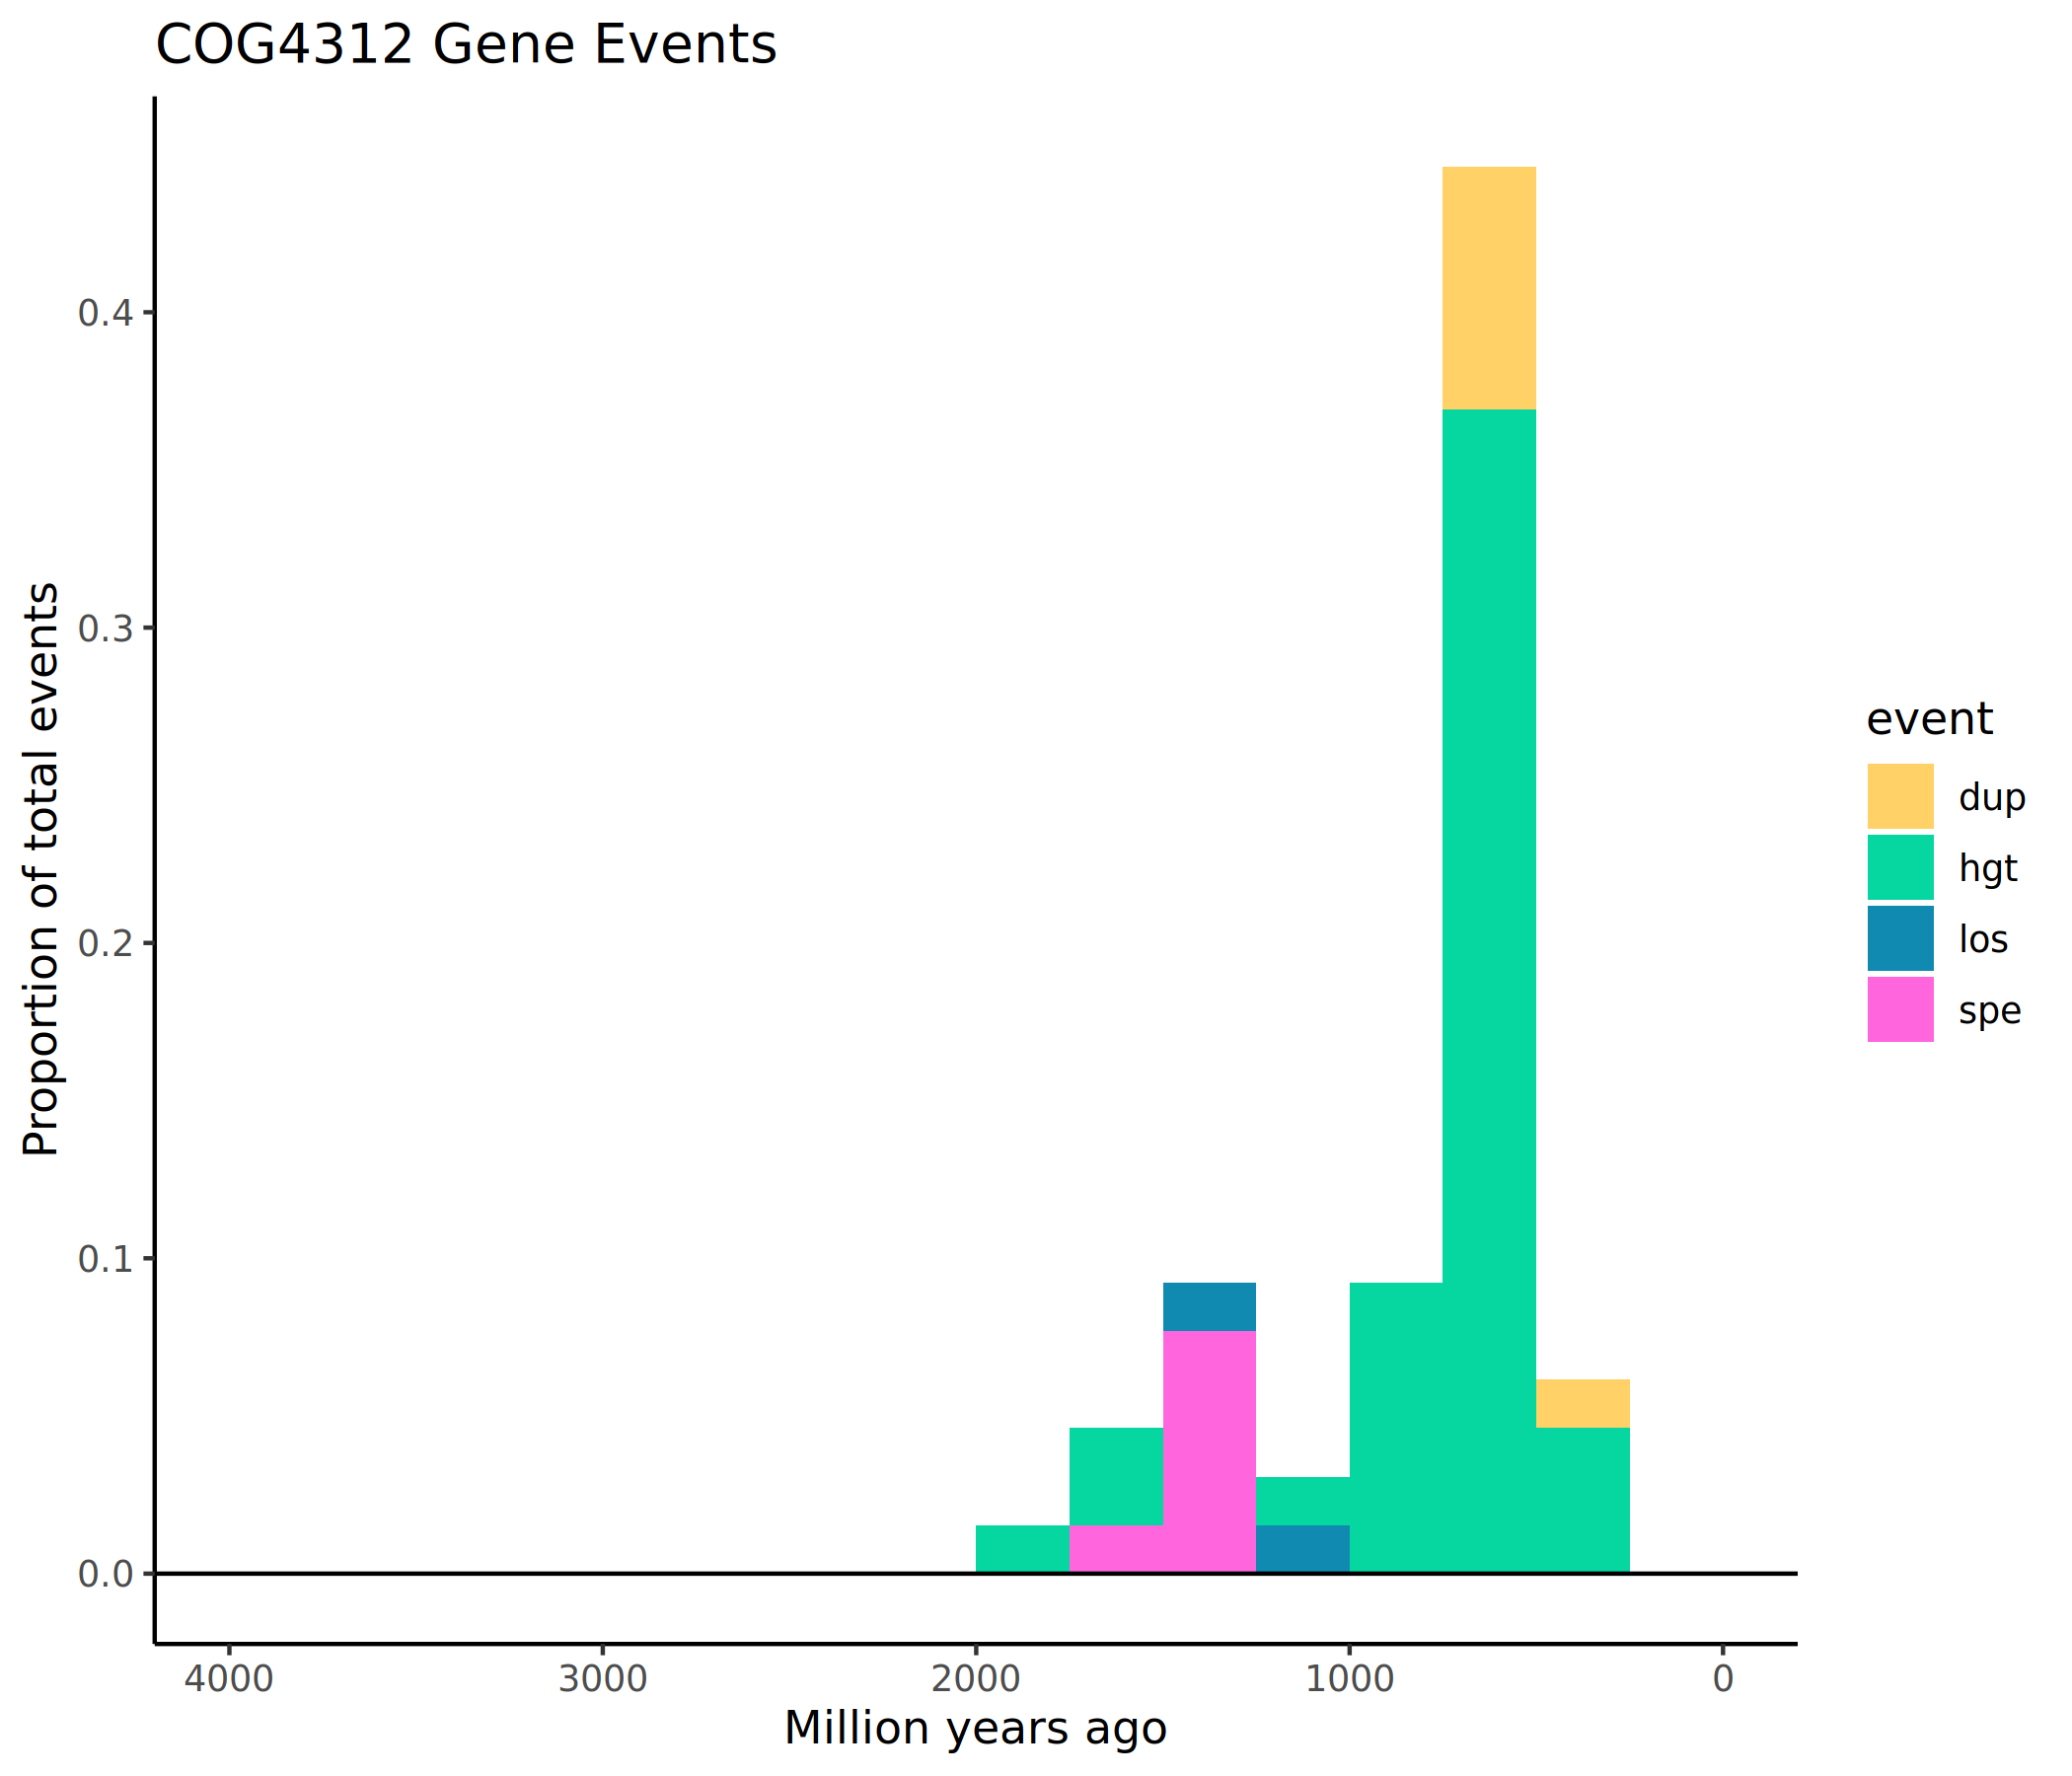 COG4312 Gene Events
Proportion of total events
0.4
0.3
0.2
0.1
0.0
4000 3000 2000 1000 0
Million years ago
event
dup
hgt
los
spe